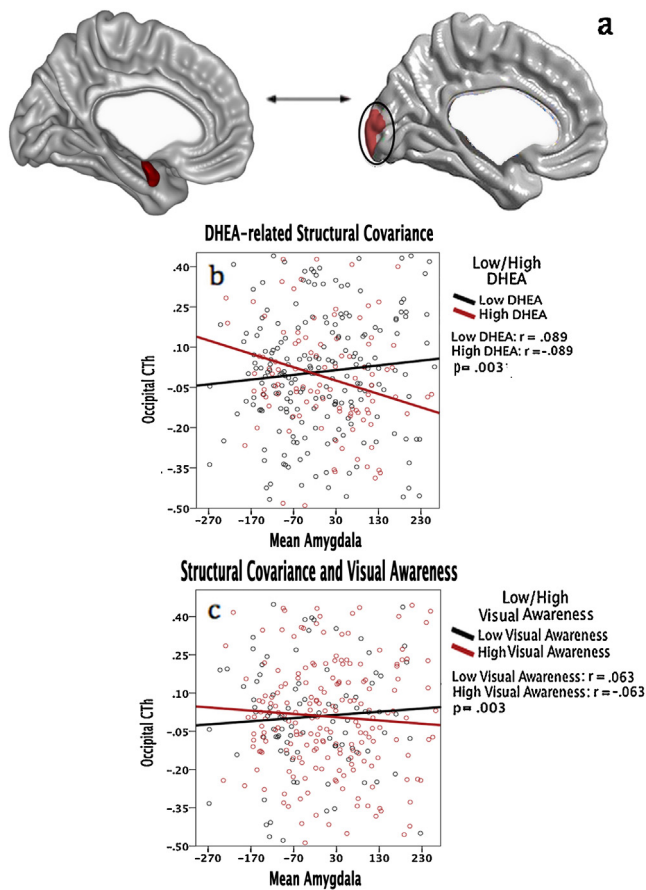 a
DHEA-related Structural Covariance
b
.40
.25
.10
-.05
-.20
-.35
-.50
Occipital CTh
-270 -170 -70 30 130 230
Mean Amygdala
Low/High
DHEA
Low DHEA
High DHEA
Low DHEA: r = .089
High DHEA: r =-.089
p= .003
Structural Covariance and Visual Awareness
c
.40
.25
.10
-.05
-.20
-.35
-.50
Occipital CTh
-270 -170 -70 30 130 230
Mean Amygdala
Low/High
Visual Awareness
Low Visual Awareness
High Visual Awareness
Low Visual Awareness: r = .063
High Visual Awareness: r =-.063
p= .003